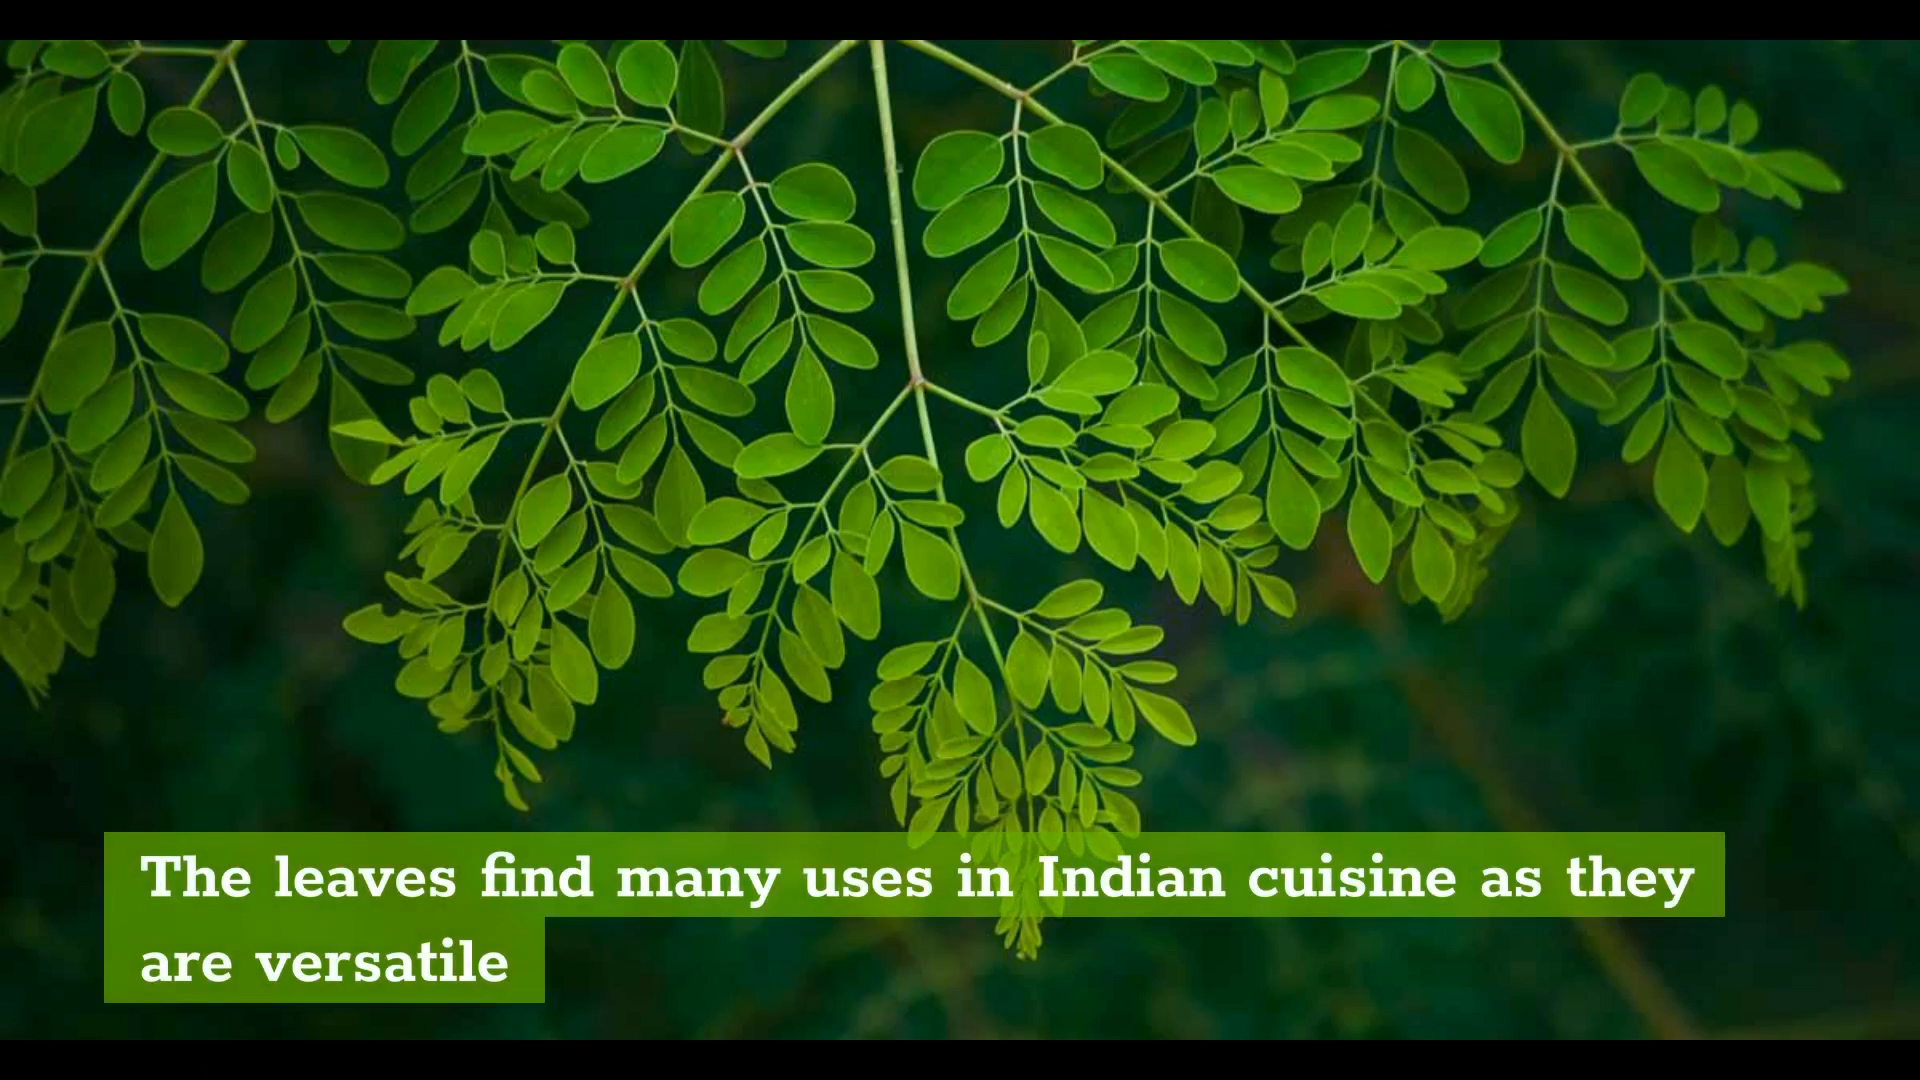 The leaves find many uses in Indian cuisine as they
are versatile